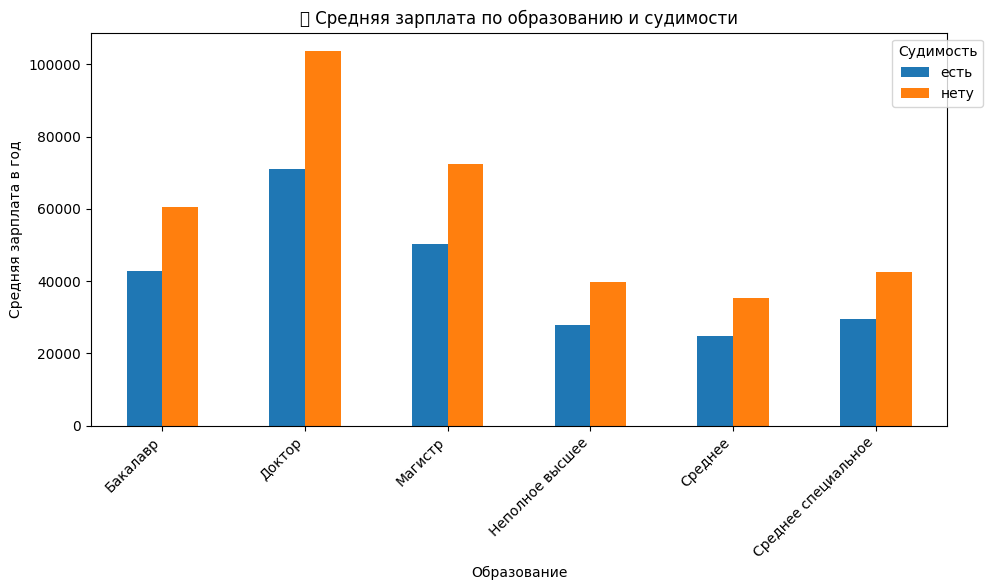 ▯ Средняя зарплата по образованию и судимости
Судимость
есть
нету
Средняя зарплата в год
100000
80000
60000
40000
20000
0
Бакалавр
Доктор
Магистр
Неполное высшее
Среднее
Среднее специальное
Образование